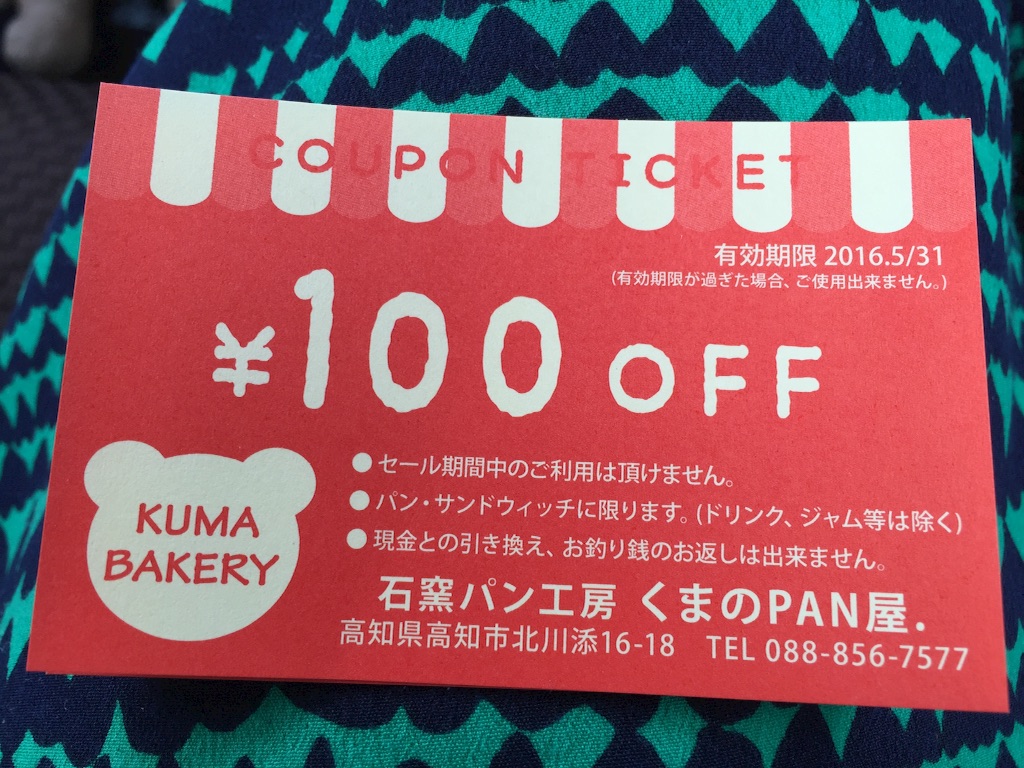 COUPON TICKET
有効期限 2016.5/31
(有効期限が過ぎた場合、ご使用出来ません。)
¥100 OFF
KUMA
BAKERY
●セール期間中のご利用は頂けません。
●パン・サンドウィッチに限ります。(ドリンク、ジャム等は除く)
●現金との引き換え、お釣り銭のお返しは出来ません。
石窯パン工房 くまのPAN屋.
高知県高知市北川添16-18 TEL 088-856-7577